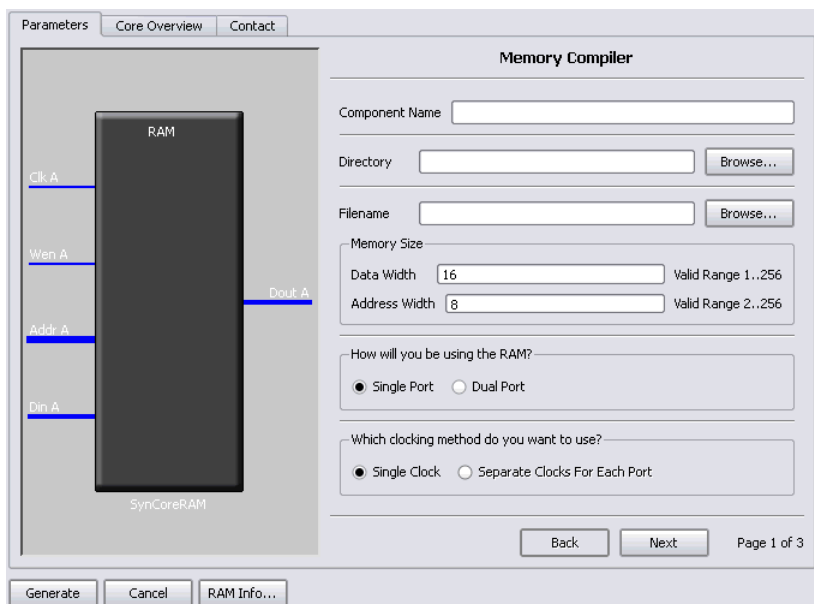 Parameters Core Overview Contact
Memory Compiler
RAM
Clk A
Wen A
Addr A
Din A
Dout A
SynCoreRAM
Component Name
Directory Browse...
Filename Browse...
Memory Size
Data Width 16 Valid Range 1..256
Address Width 8 Valid Range 2..256
How will you be using the RAM?
Single Port Dual Port
Which clocking method do you want to use?
Single Clock Separate Clocks For Each Port
Back Next Page 1 of 3
Generate Cancel RAM Info...